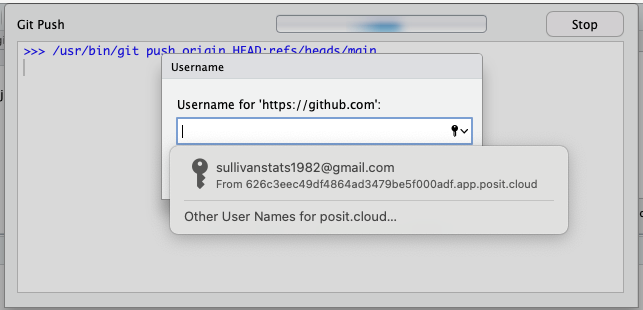 Git Push
Stop
>>> /usr/bin/git push origin HEAD:refs/heads/main
Username
Username for 'https://github.com':
sullivanstats1982@gmail.com
From 626c3eec49df4864ad3479be5f000adf.app.posit.cloud
Other User Names for posit.cloud...